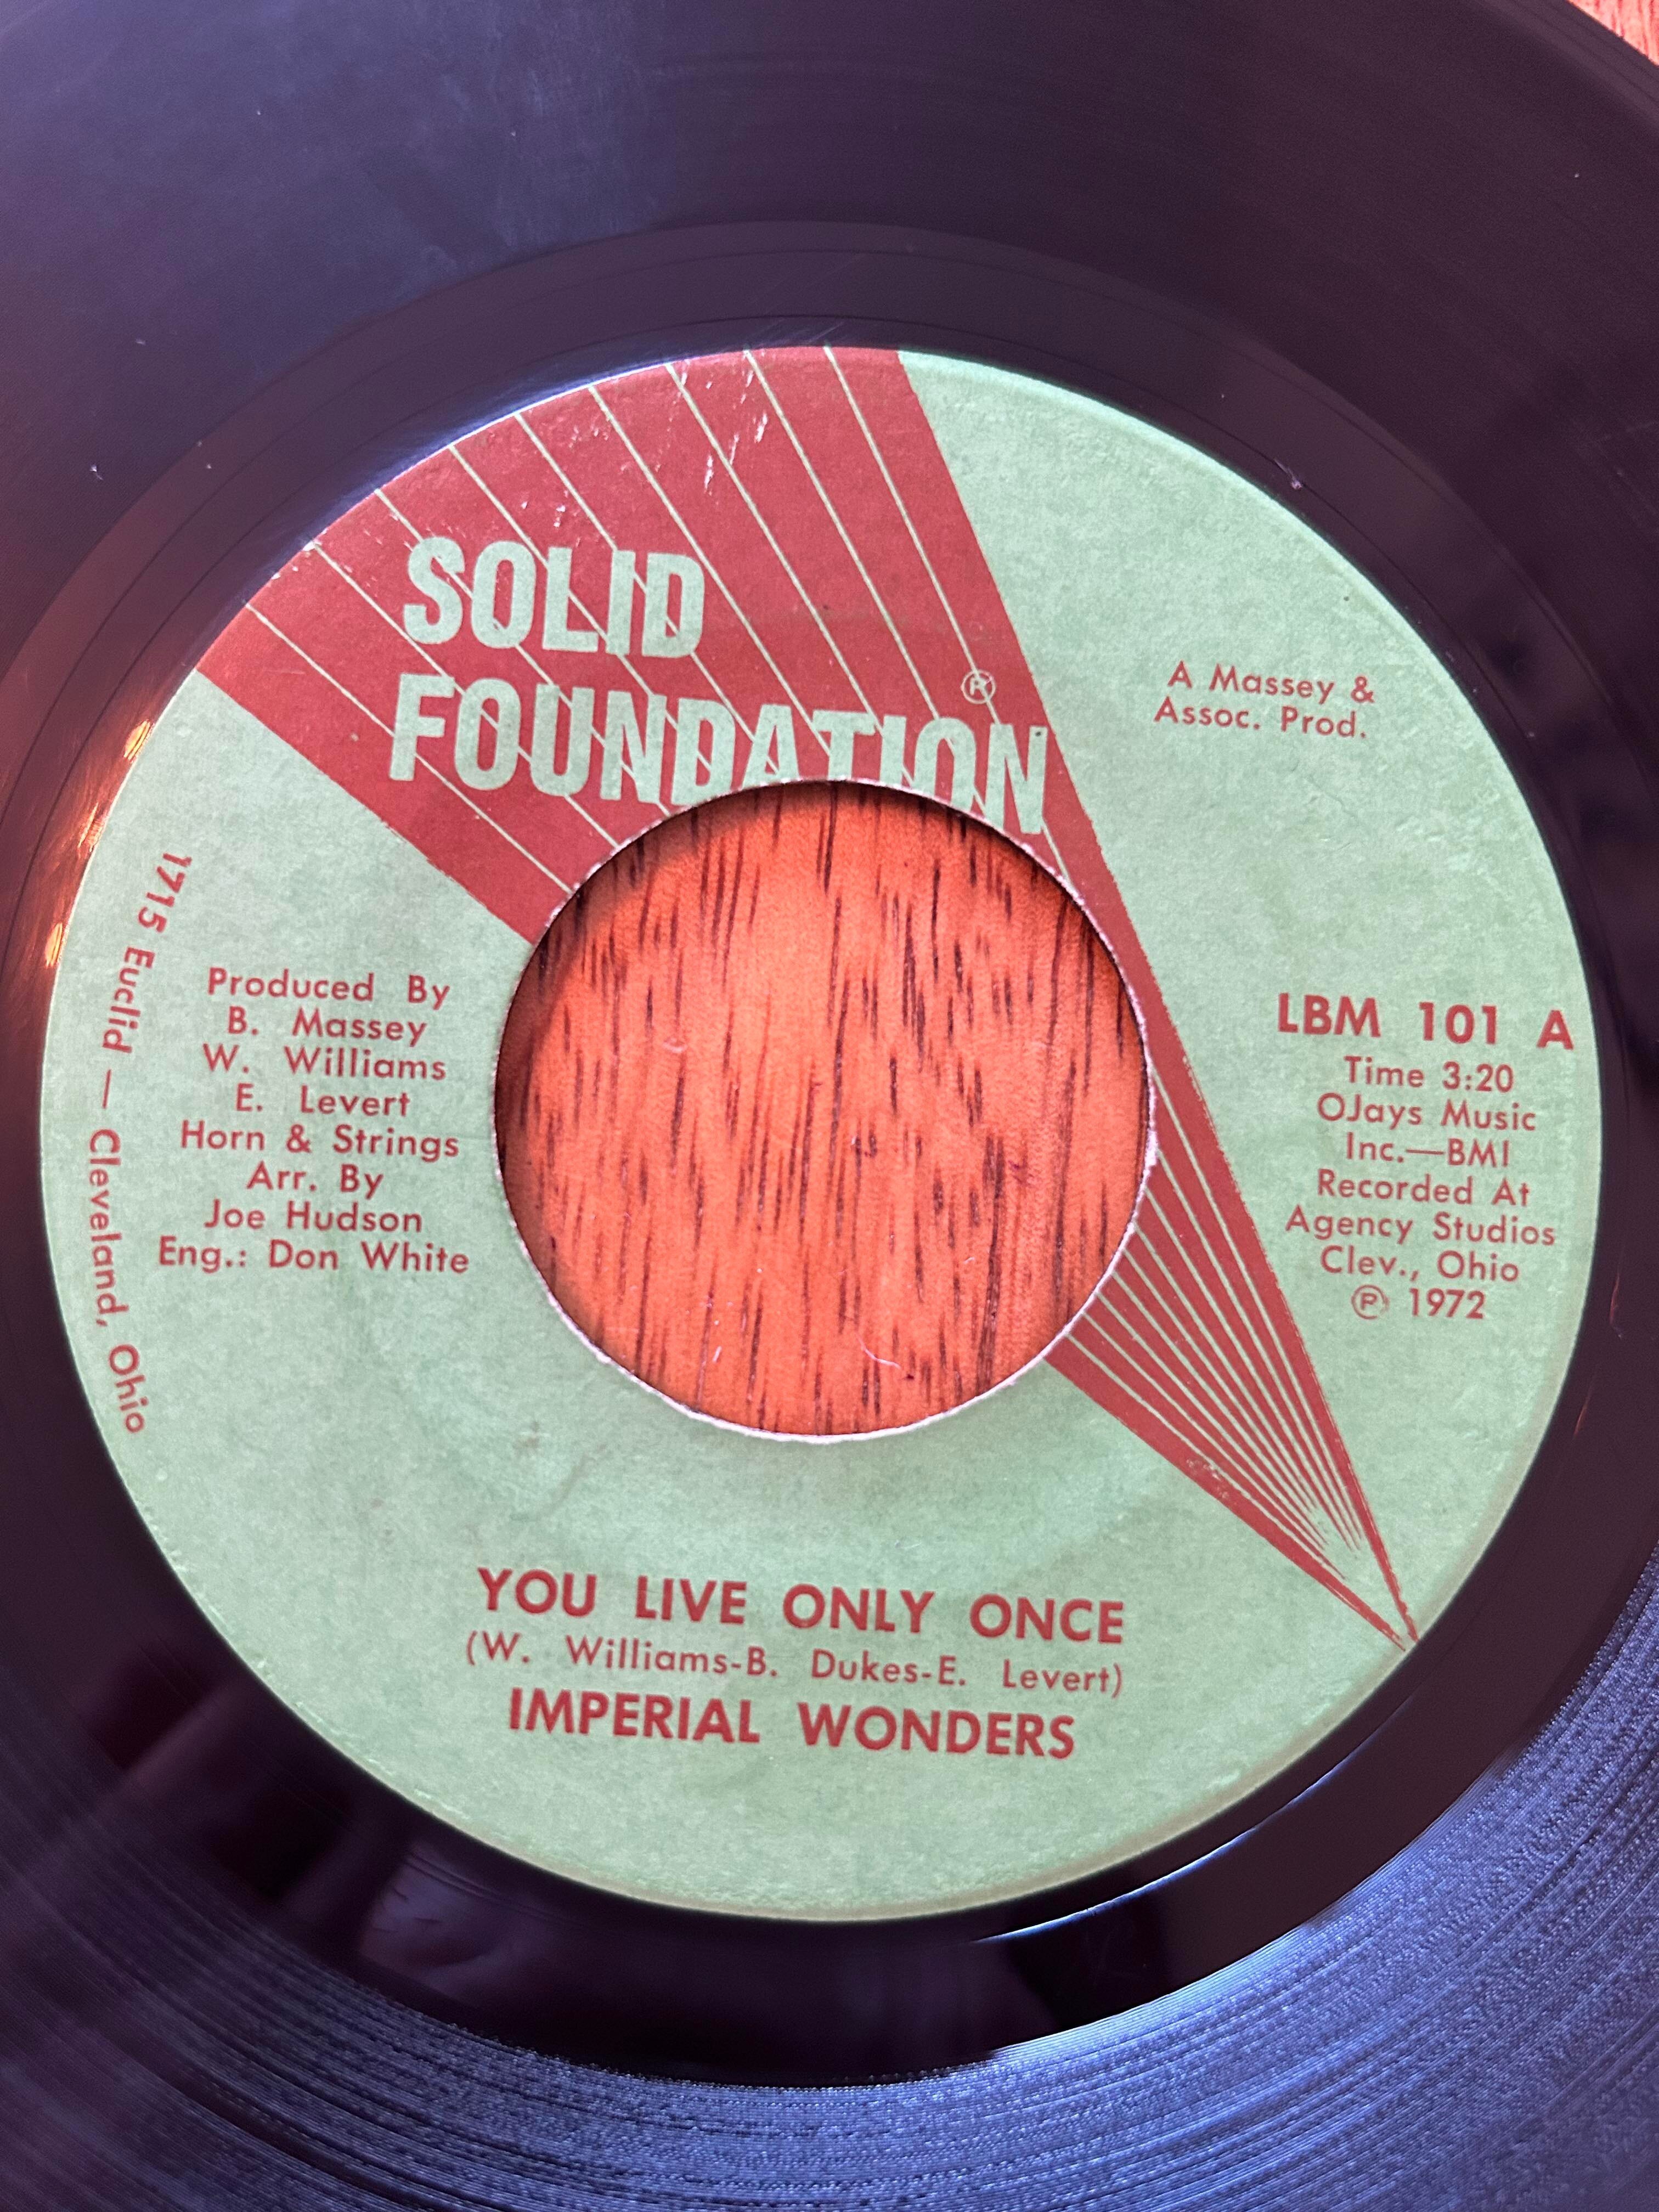 SOLID
FOUNDATION
®
A Massey &
Assoc. Prod.
1715 Euclid — Cleveland, Ohio
Produced By
B. Massey
W. Williams
E. Levert
Horn & Strings
Arr. By
Joe Hudson
Eng.: Don White
LBM 101 A
Time 3:20
OJays Music
Inc.—BMI
Recorded At
Agency Studios
Clev., Ohio
℗ 1972
YOU LIVE ONLY ONCE
(W. Williams-B. Dukes-E. Levert)
IMPERIAL WONDERS